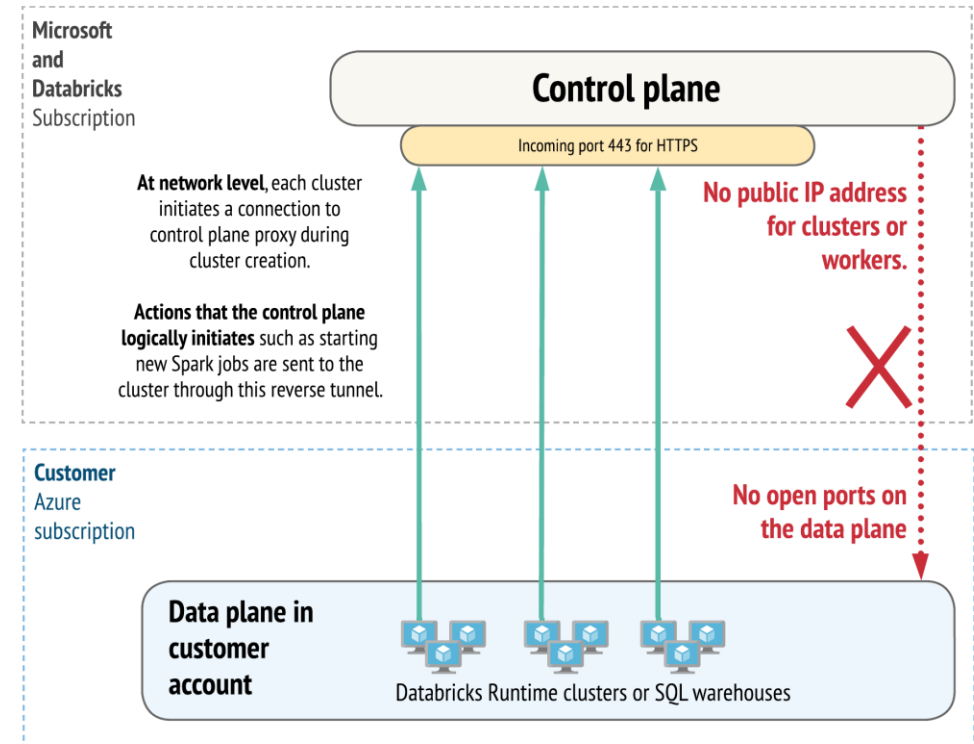 Microsoft
and
Databricks
Subscription
Control plane
Incoming port 443 for HTTPS
At network level, each cluster
initiates a connection to
control plane proxy during
cluster creation.
No public IP address
for clusters or
workers.
Actions that the control plane
logically initiates such as starting
new Spark jobs are sent to the
cluster through this reverse tunnel.
Customer
Azure
subscription
No open ports on
the data plane
Data plane in
customer
account
Databricks Runtime clusters or SQL warehouses